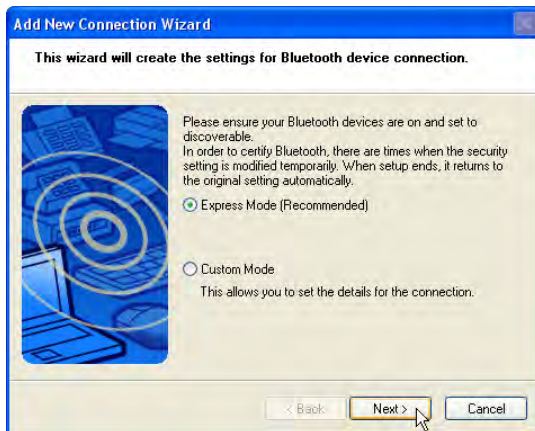 Add New Connection Wizard
This wizard will create the settings for Bluetooth device connection.
Please ensure your Bluetooth devices are on and set to
discoverable.
In order to certify Bluetooth, there are times when the security
setting is modified temporarily. When setup ends, it returns to
the original setting automatically.
Express Mode (Recommended)
Custom Mode
This allows you to set the details for the connection.
< Back Next > Cancel